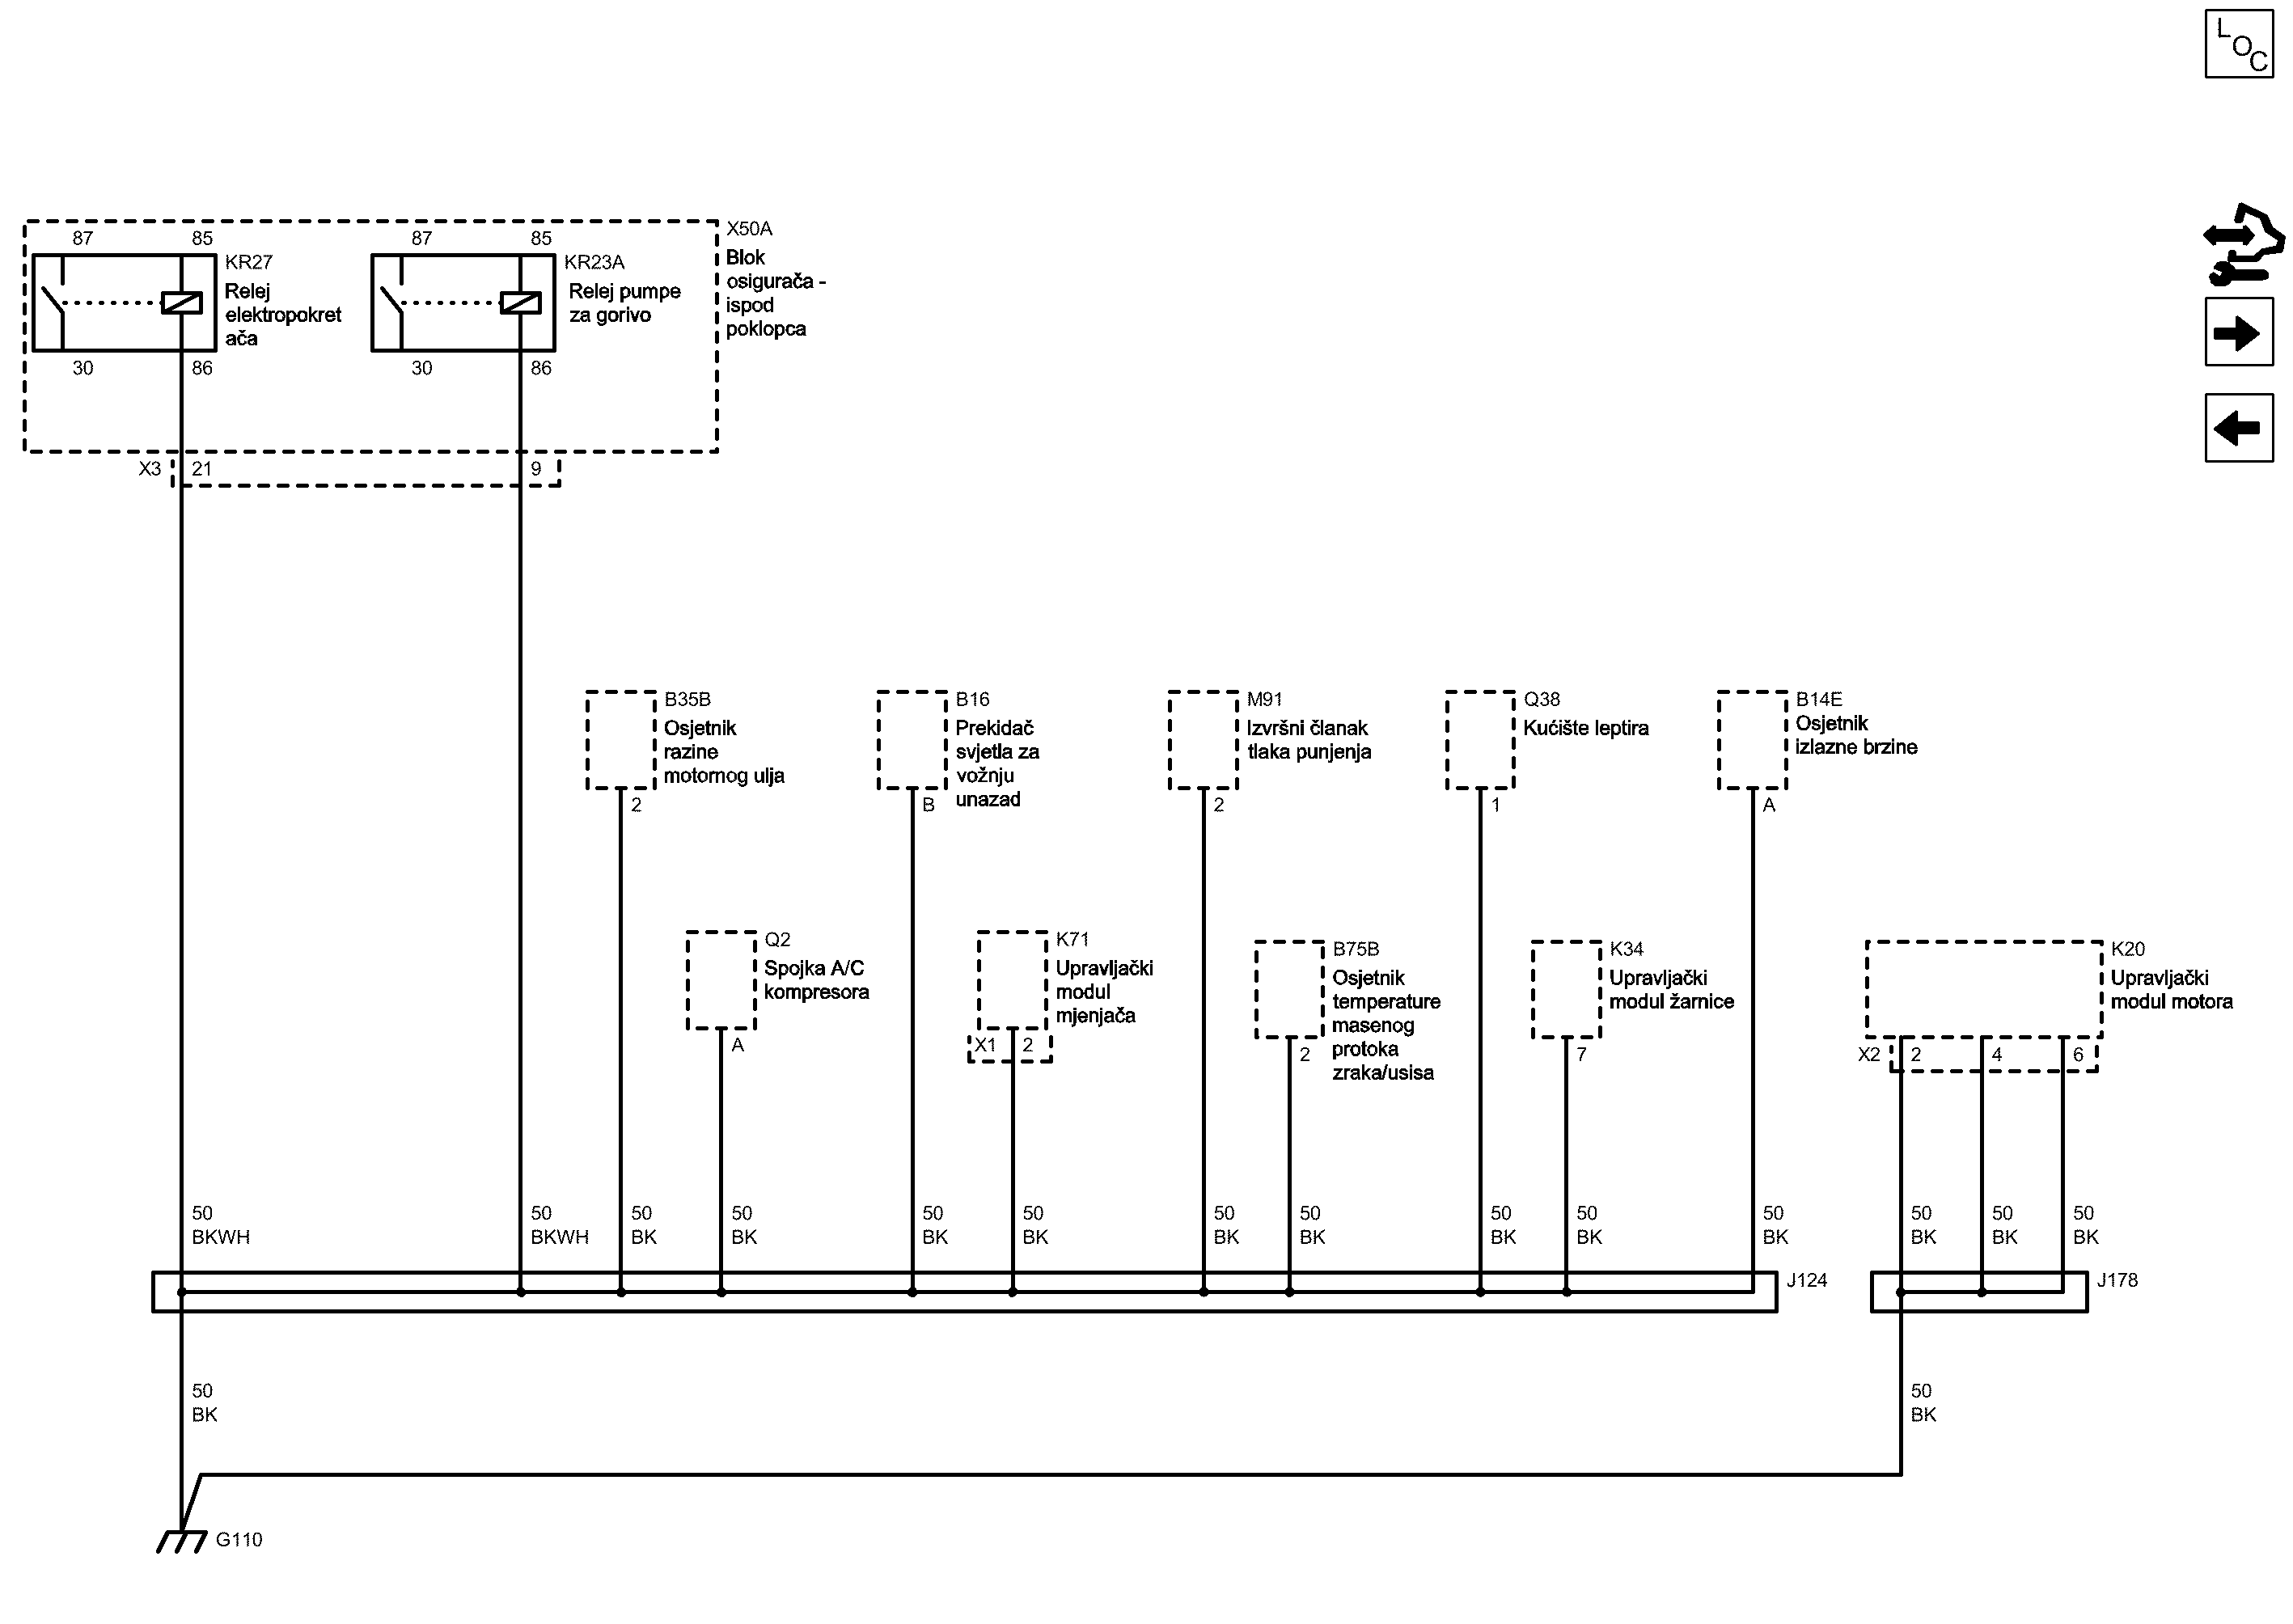 LOC
87 85
KR27
Relej
elektropokret
ača
30 86
87 85
KR23A
Relej pumpe
za gorivo
30 86
X50A
Blok
osigurača -
ispod
poklopca
X3 21 9
B35B
Osjetnik
razine
motornog ulja
2
B16
Prekidač
svjetla za
vožnju
unazad
B
M91
Izvršni članak
tlaka punjenja
2
Q38
Kućište leptira
1
B14E
Osjetnik
izlazne brzine
A
Q2
Spojka A/C
kompresora
A
K71
Upravljački
modul
mjenjača
X1 2
B75B
Osjetnik
temperature
masenog
protoka
zraka/usisa
2
K34
Upravljački
modul žarnice
7
K20
Upravljački
modul motora
X2 2 4 6
50 50 50 50 50 50 50 50 50 50 50 50 50 50
BKWH BKWH BK BK BK BK BK BK BK BK BK BK BK BK
J124 J178
50 50
BK BK
G110